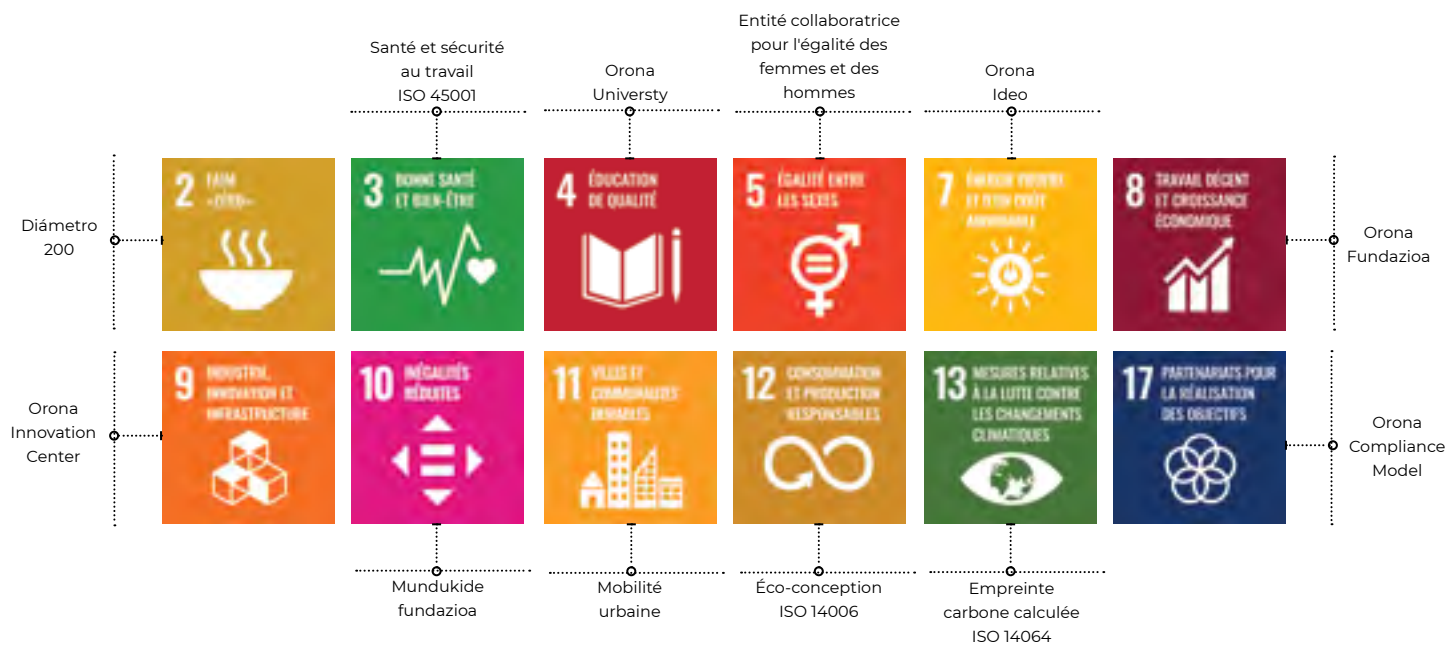 Santé et sécurité
au travail
ISO 45001
Orona
Universty
Entité collaboratrice
pour l'égalité des
femmes et des
hommes
Orona
Ideo
Diámetro
200
2 FAIM
«ZÉRO»
3 BONNE SANTÉ
ET BIEN-ÊTRE
4 ÉDUCATION
DE QUALITÉ
5 ÉGALITÉ ENTRE
LES SEXES
7 ÉNERGIE PROPRE
ET D'UN COÛT
ABORDABLE
8 TRAVAIL DÉCENT
ET CROISSANCE
ÉCONOMIQUE
Orona
Fundazioa
Orona
Innovation
Center
9 INDUSTRIE,
INNOVATION ET
INFRASTRUCTURE
10 INÉGALITÉS
RÉDUITES
11 VILLES ET
COMMUNAUTÉS
DURABLES
12 CONSOMMATION
ET PRODUCTION
RESPONSABLES
13 MESURES RELATIVES
À LA LUTTE CONTRE
LES CHANGEMENTS
CLIMATIQUES
17 PARTENARIATS POUR
LA RÉALISATION
DES OBJECTIFS
Orona
Compliance
Model
Mundukide
fundazioa
Mobilité
urbaine
Éco-conception
ISO 14006
Empreinte
carbone calculée
ISO 14064